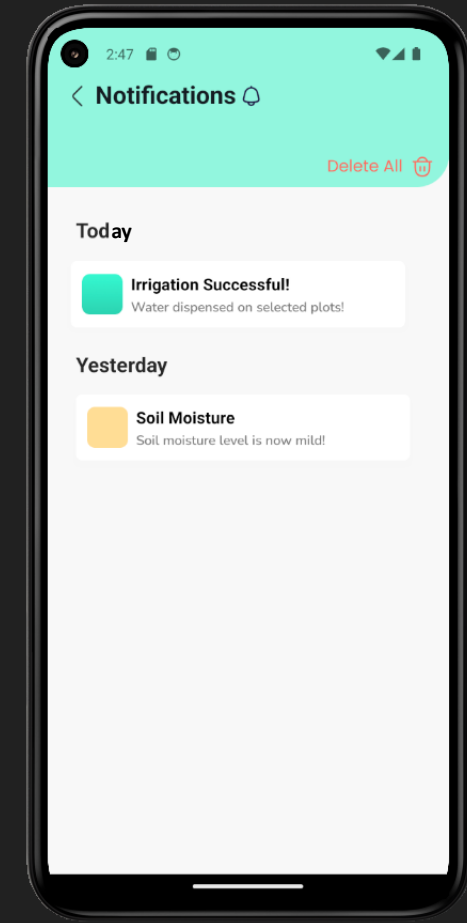 2:47
Notifications
Delete All
Today
Irrigation Successful!
Water dispensed on selected plots!
Yesterday
Soil Moisture
Soil moisture level is now mild!